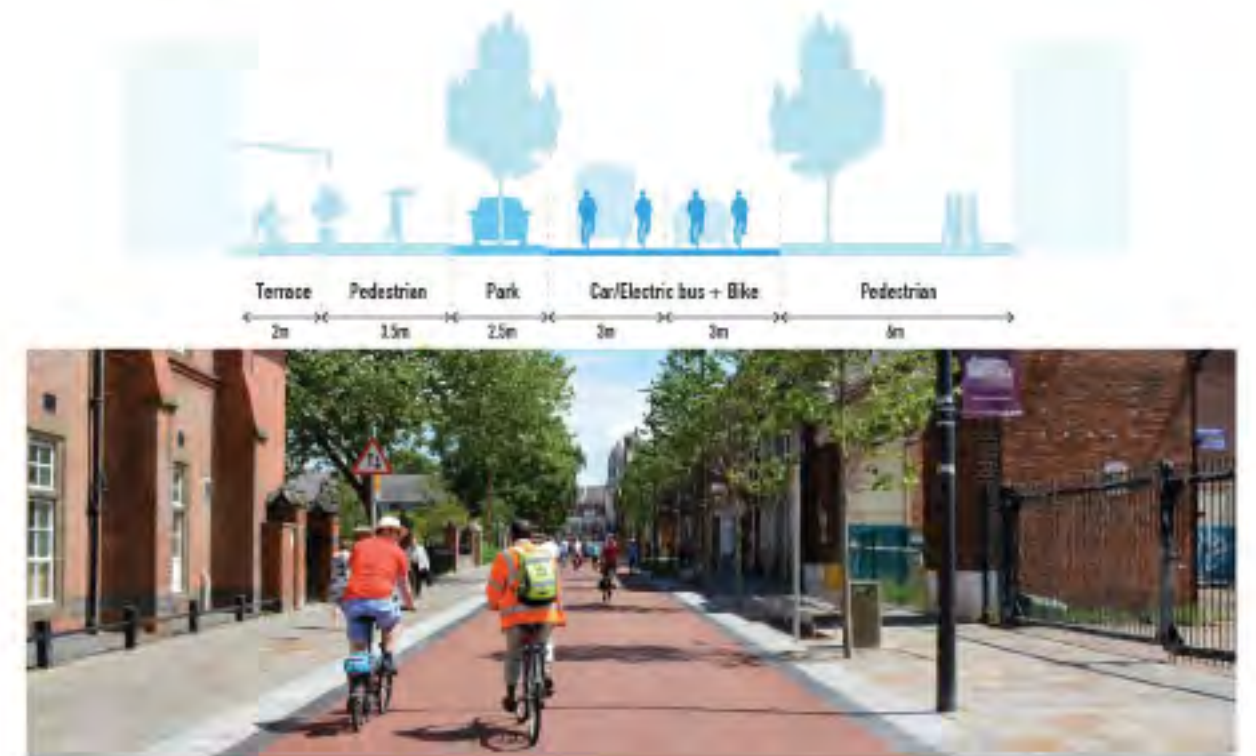 Terrace Pedestrian Park Car/Electric bus + Bike Pedestrian
2m 3.5m 2.5m 3m 3m 6m